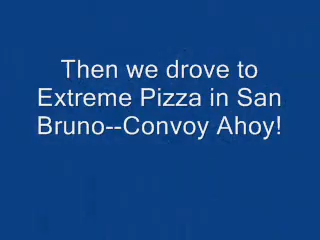 Then we drove to
Extreme Pizza in San
Bruno--Convoy Ahoy!